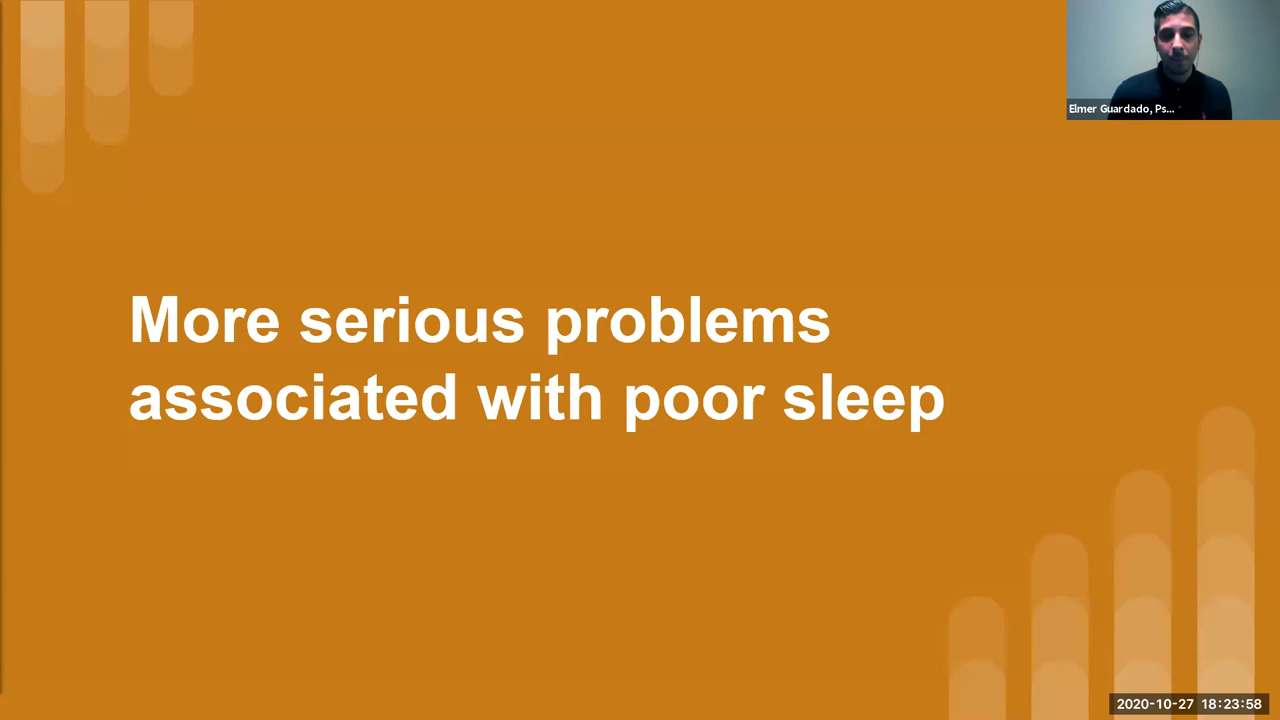 Elmer Guardado, Ps...
More serious problems
associated with poor sleep
2020-10-27 18:23:58